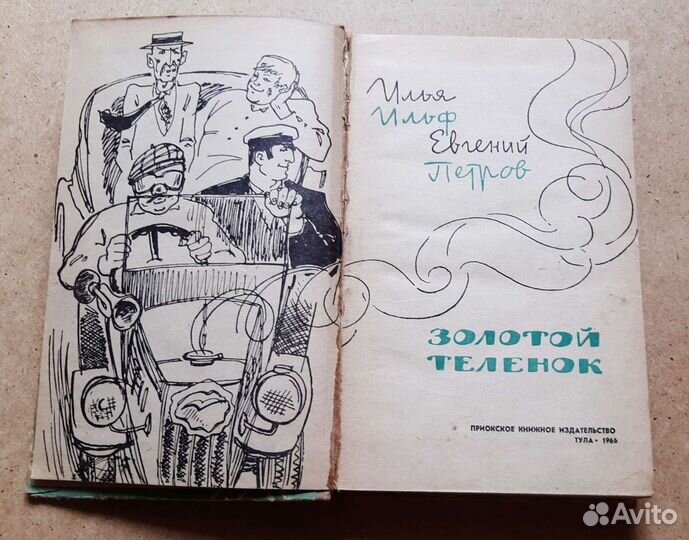 Илья
Ильф
Евгений
Петров
ЗОЛОТОЙ
ТЕЛЕНОК
ПРИОКСКОЕ КНИЖНОЕ ИЗДАТЕЛЬСТВО
ТУЛА • 1966
Avito